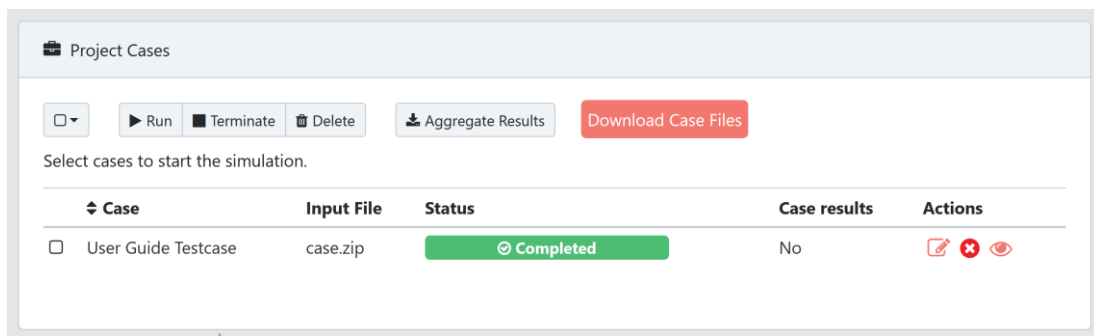 Project Cases
Run Terminate Delete Aggregate Results Download Case Files
Select cases to start the simulation.
Case Input File Status Case results Actions
User Guide Testcase case.zip Completed No